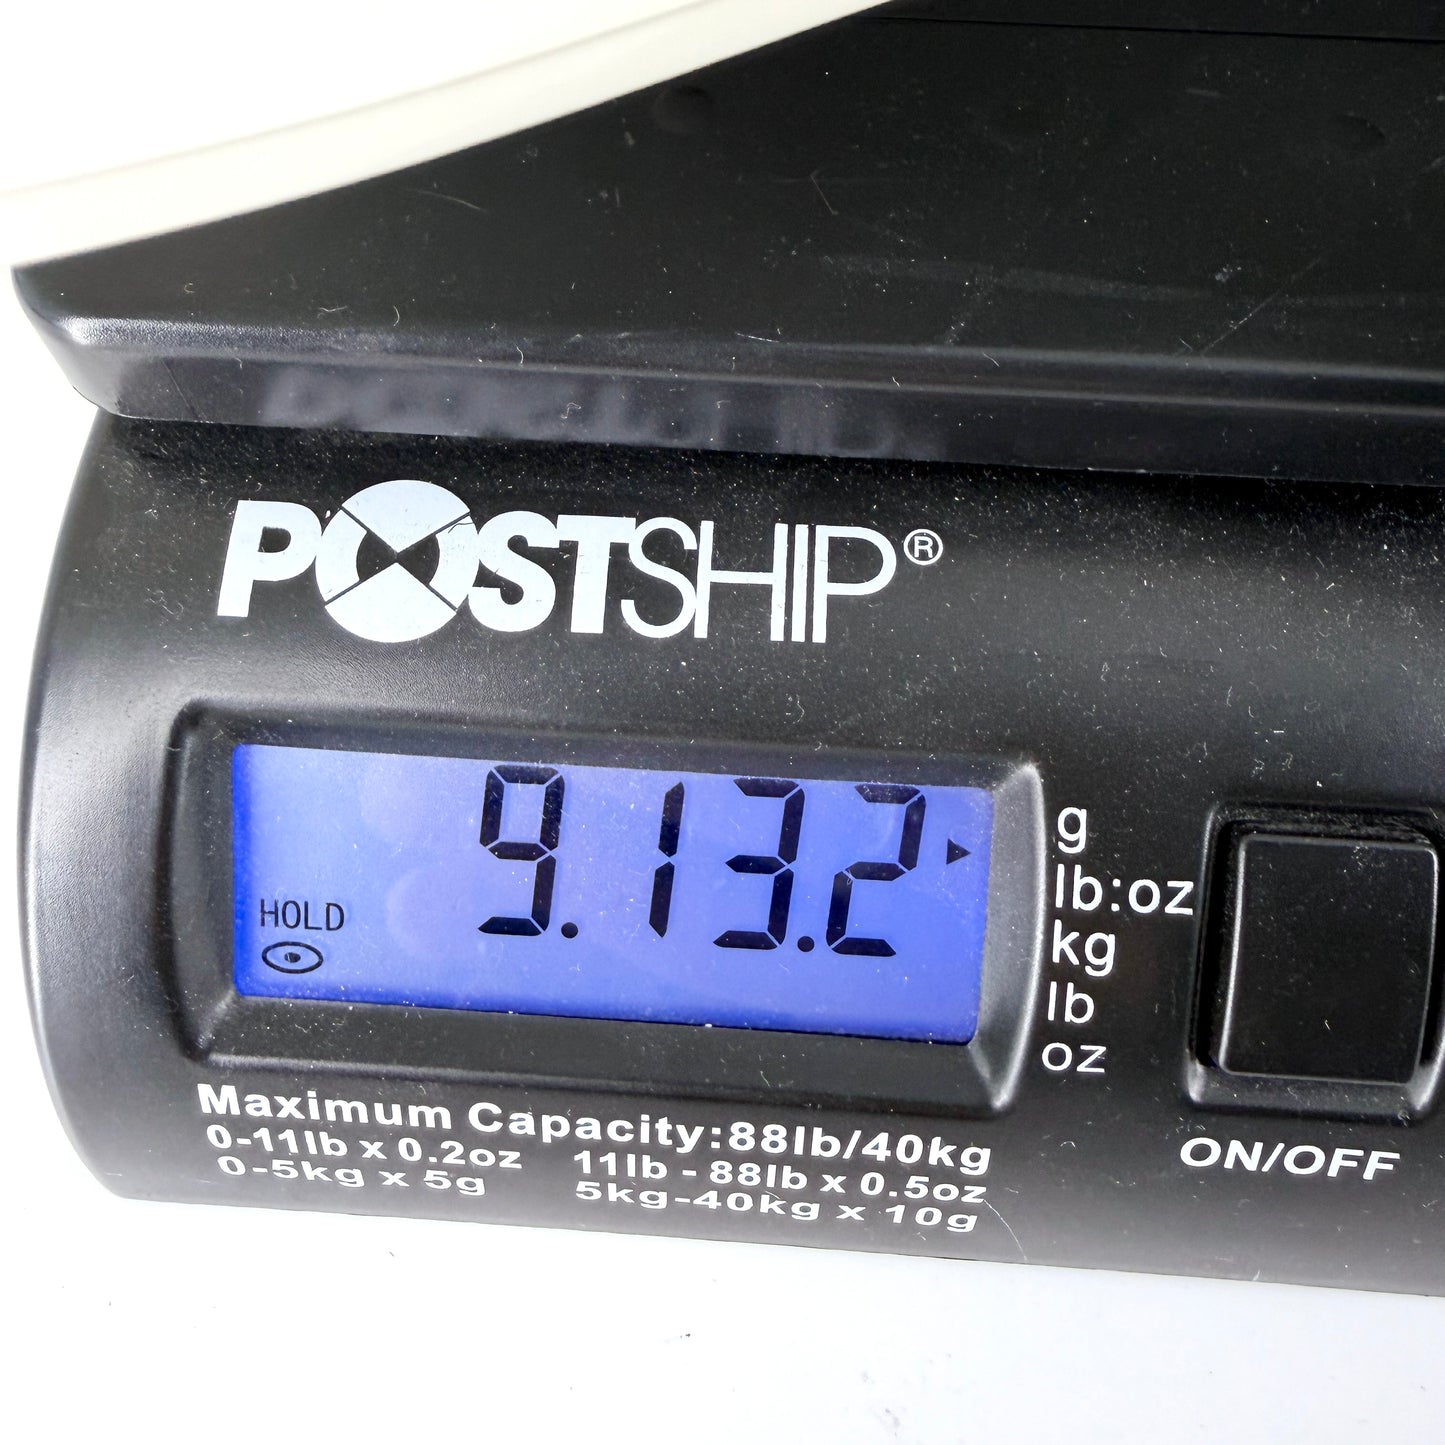 POSTSHIP®
9.13.2
HOLD
g
lb:oz
kg
lb
oz
Maximum Capacity:88lb/40kg
0-11lb x 0.2oz 11lb - 88lb x 0.5oz
0-5kg x 5g 5kg-40kg x 10g
ON/OFF